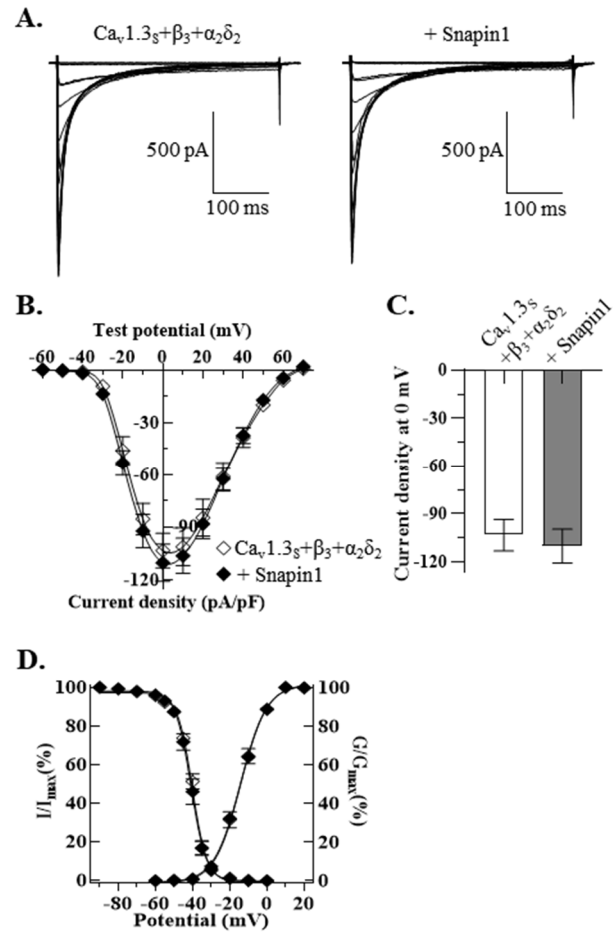 A.
Caᵥ1.3ₛ+β₃+α₂δ₂
+ Snapin1
500 pA
100 ms
500 pA
100 ms
B.
Test potential (mV)
-60 -40 -20 0 20 40 60
-30
-60
-90
-120
Caᵥ1.3ₛ+β₃+α₂δ₂
+ Snapin1
Current density (pA/pF)
C.
Caᵥ1.3ₛ
+β₃+α₂δ₂
+ Snapin1
0
-30
-60
-90
-120
Current density at 0 mV
D.
100
80
60
40
20
0
I/Imax(%)
100
80
60
40
20
0
G/Gmax(%)
-80 -60 -40 -20 0 20
Potential (mV)